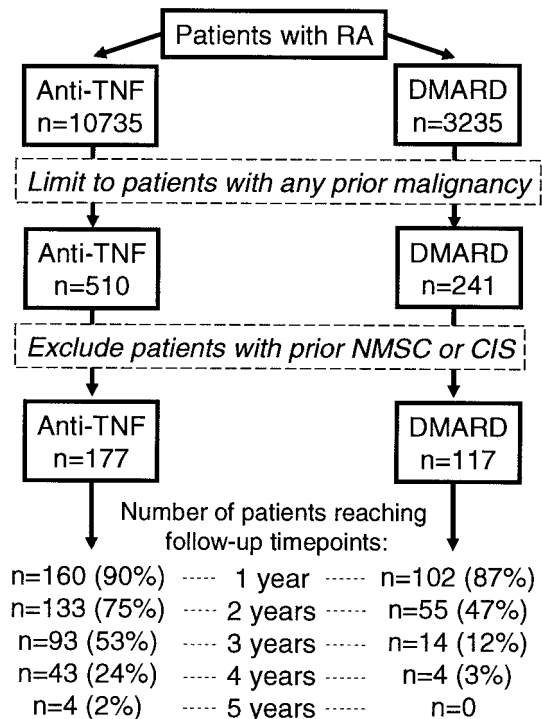 Patients with RA
Anti-TNF
n=10735
DMARD
n=3235
Limit to patients with any prior malignancy
Anti-TNF
n=510
DMARD
n=241
Exclude patients with prior NMSC or CIS
Anti-TNF
n=177
DMARD
n=117
Number of patients reaching
follow-up timepoints:
n=160 (90%) ----- 1 year ----- n=102 (87%)
n=133 (75%) ----- 2 years ----- n=55 (47%)
n=93 (53%) ----- 3 years ----- n=14 (12%)
n=43 (24%) ----- 4 years ----- n=4 (3%)
n=4 (2%) ----- 5 years ----- n=0